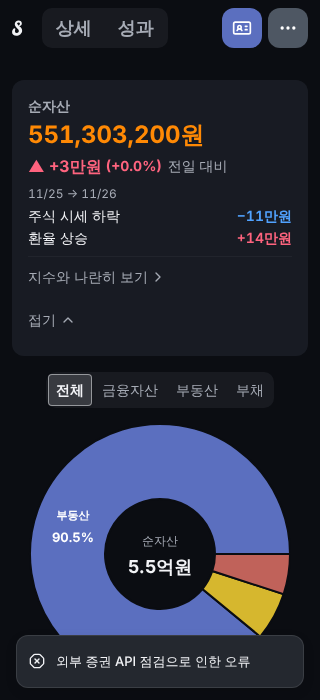 상세 성과
순자산
551,303,200원
▲ +3만원 (+0.0%) 전일 대비
11/25 → 11/26
주식 시세 하락 −11만원
환율 상승 +14만원
지수와 나란히 보기 >
접기
전체 금융자산 부동산 부채
부동산
90.5%
순자산
5.5억원
외부 증권 API 점검으로 인한 오류